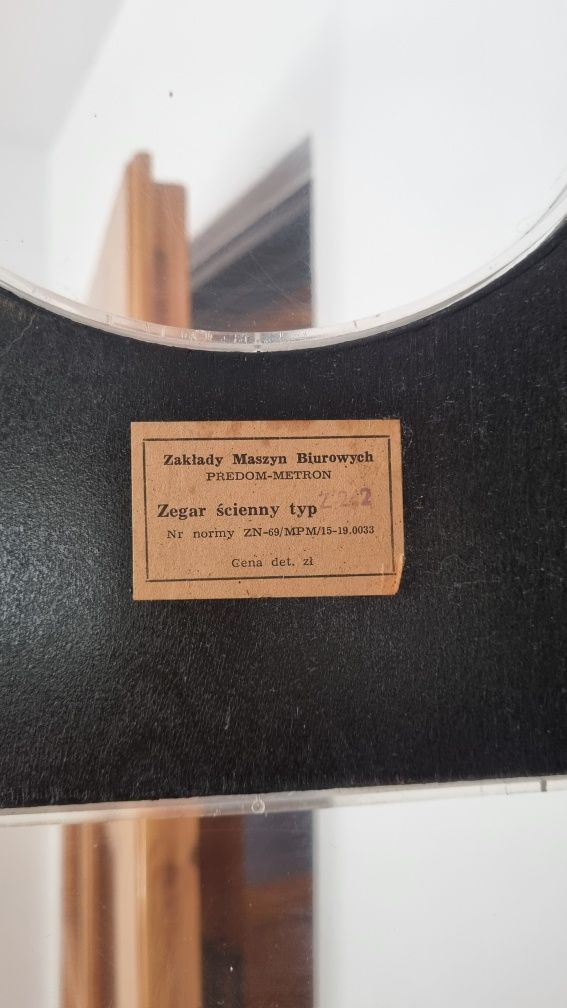 Zakłady Maszyn Biurowych
PREDOM-METRON
Zegar ścienny typ
Nr normy ZN-69/MPM/15-19.0033
Cena det. zł